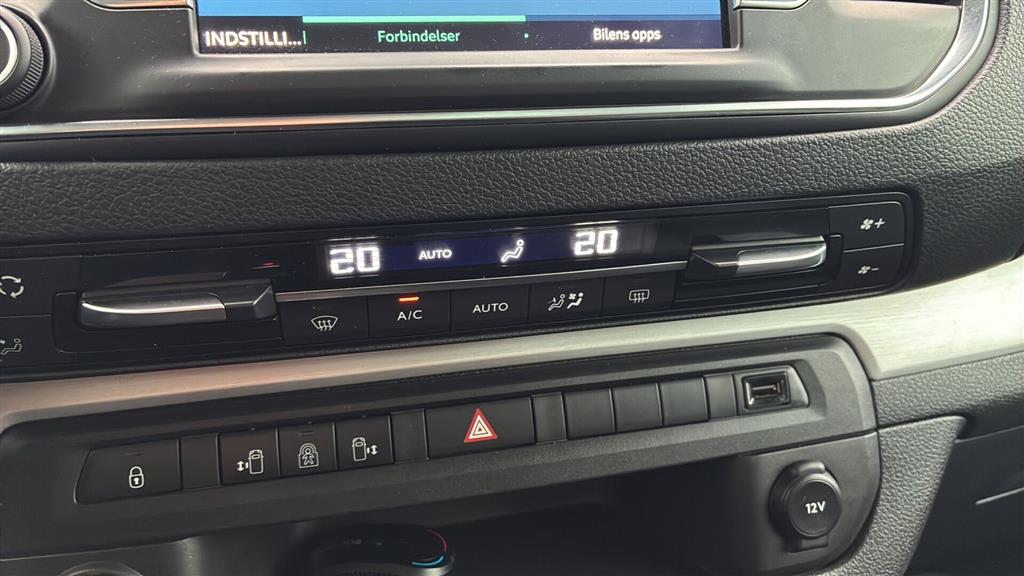 INDSTILLI... Forbindelser Bilens apps
20 AUTO 20
A/C AUTO
12V